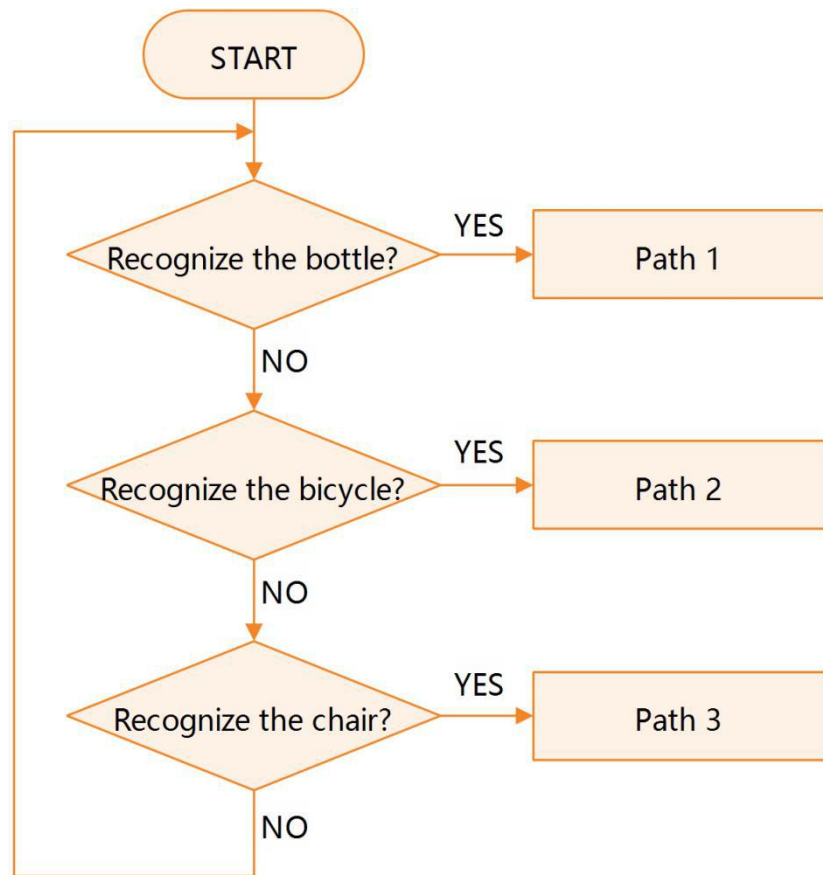 START
Recognize the bottle?
YES
Path 1
NO
Recognize the bicycle?
YES
Path 2
NO
Recognize the chair?
YES
Path 3
NO